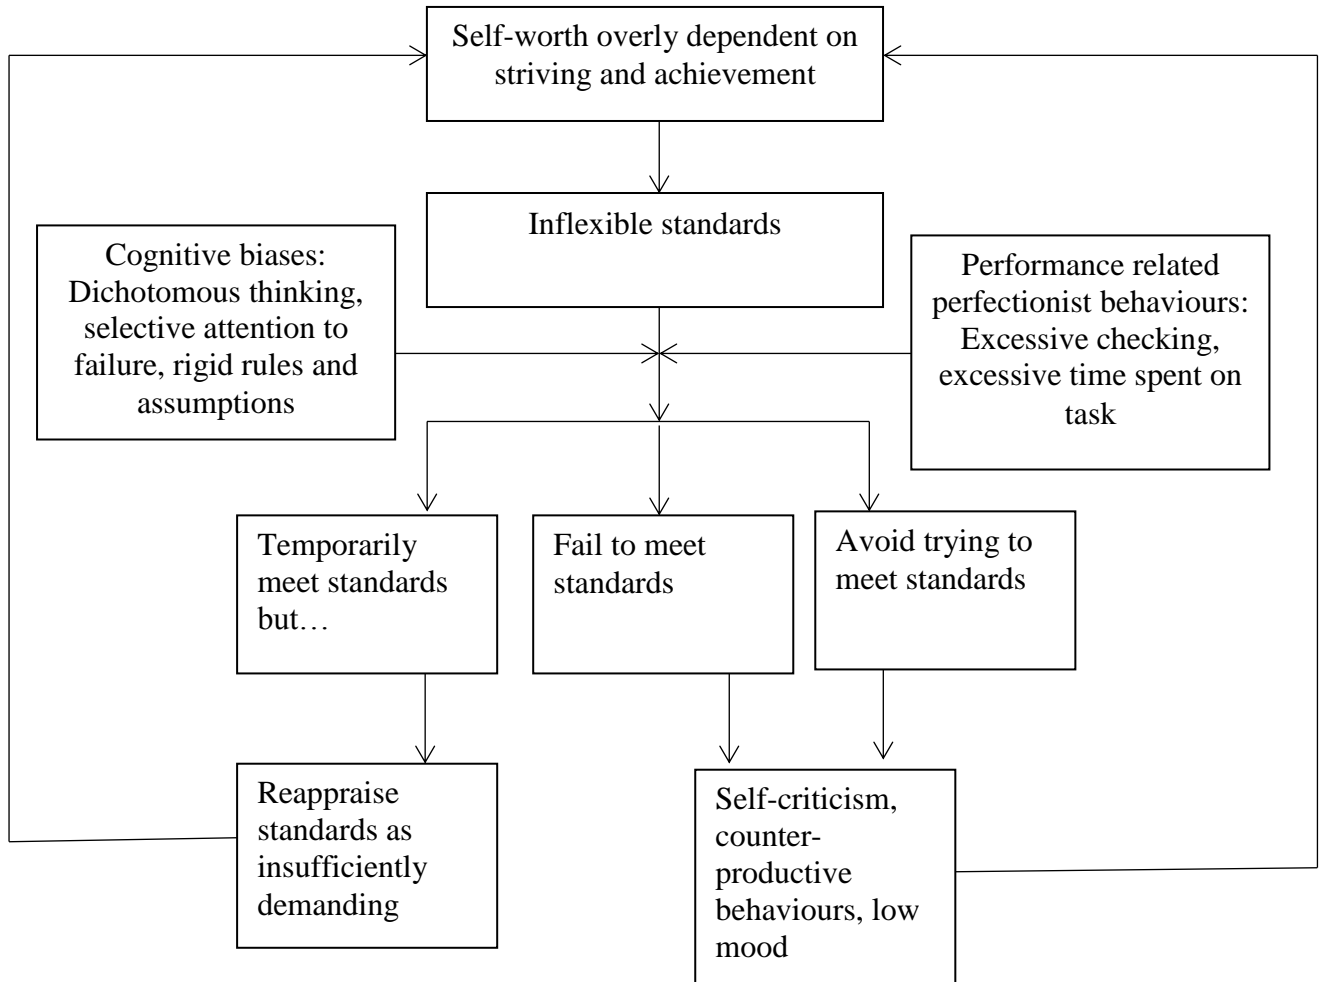 Self-worth overly dependent on
striving and achievement
Inflexible standards
Cognitive biases:
Dichotomous thinking,
selective attention to
failure, rigid rules and
assumptions
Performance related
perfectionist behaviours:
Excessive checking,
excessive time spent on
task
Temporarily
meet standards
but…
Fail to meet
standards
Avoid trying to
meet standards
Reappraise
standards as
insufficiently
demanding
Self-criticism,
counter-
productive
behaviours, low
mood